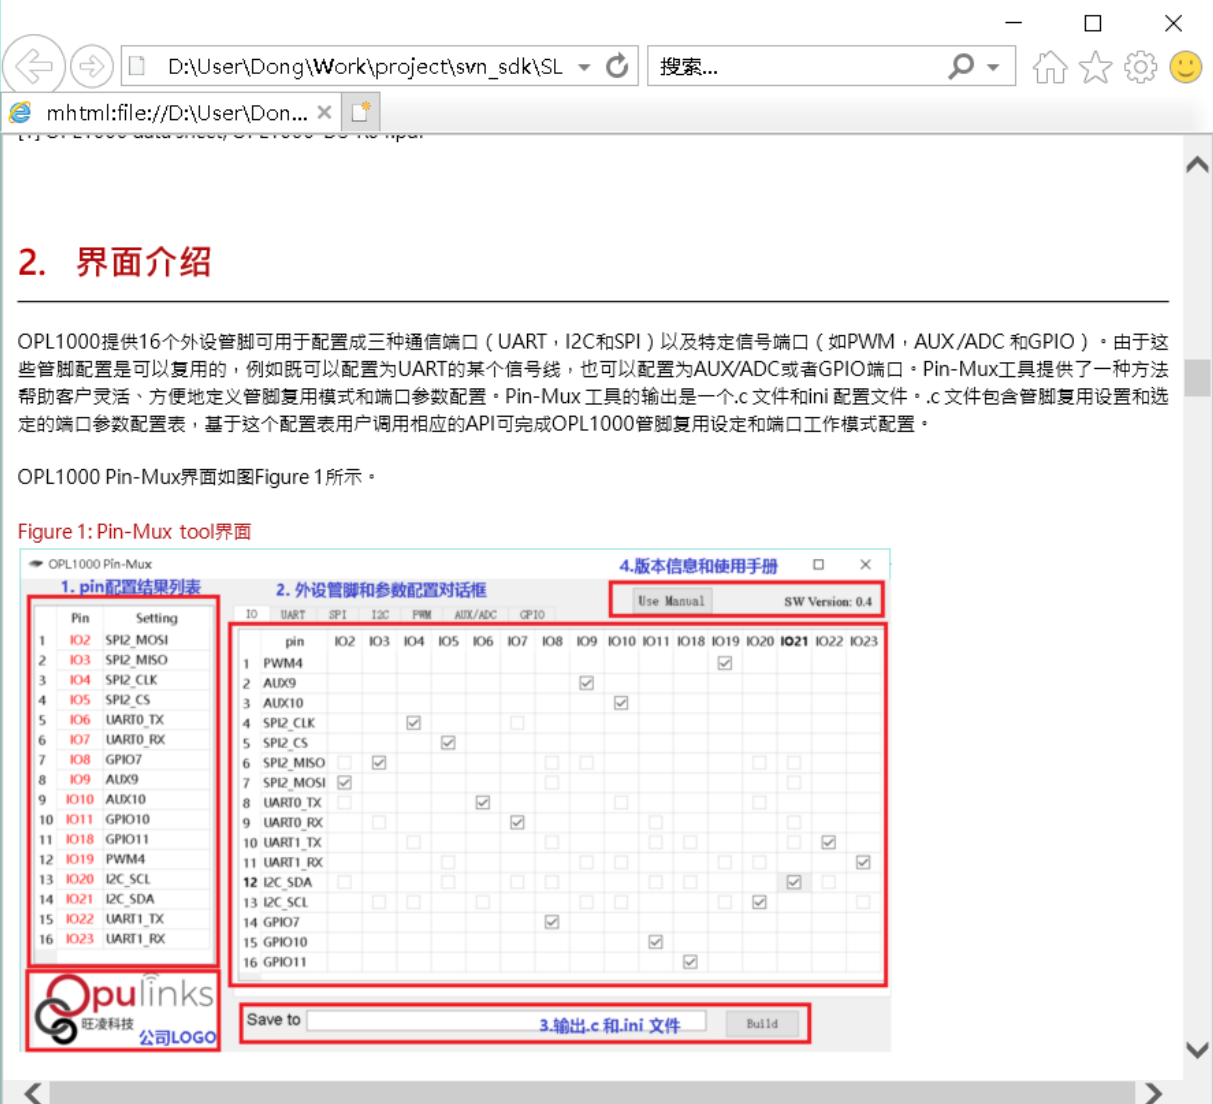 D:\User\Dong\Work\project\svn_sdk\SL
搜索...
mhtml:file://D:\User\Don...
2. 界面介绍
OPL1000提供16个外设管脚可用于配置成三种通信端口（UART，I2C和SPI）以及特定信号端口（如PWM，AUX/ADC 和GPIO）。由于这
些管脚配置是可以复用的，例如既可以配置为UART的某个信号线，也可以配置为AUX/ADC或者GPIO端口。Pin-Mux工具提供了一种方法
帮助客户灵活、方便地定义管脚复用模式和端口参数配置。Pin-Mux 工具的输出是一个.c 文件和ini 配置文件。.c 文件包含管脚复用设置和选
定的端口参数配置表，基于这个配置表用户调用相应的API可完成OPL1000管脚复用设定和端口工作模式配置。
OPL1000 Pin-Mux界面如图Figure 1所示。
Figure 1: Pin-Mux tool界面
OPL1000 Pin-Mux
1. pin配置结果列表
Pin Setting
1 IO2 SPI2_MOSI
2 IO3 SPI2_MISO
3 IO4 SPI2_CLK
4 IO5 SPI2_CS
5 IO6 UART0_TX
6 IO7 UART0_RX
7 IO8 GPIO7
8 IO9 AUX9
9 IO10 AUX10
10 IO11 GPIO10
11 IO18 GPIO11
12 IO19 PWM4
13 IO20 I2C_SCL
14 IO21 I2C_SDA
15 IO22 UART1_TX
16 IO23 UART1_RX
Opulinks
旺凌科技
公司LOGO
2. 外设管脚和参数配置对话框
4.版本信息和使用手册
Use Manual SW Version: 0.4
IO UART SPI I2C PWM AUX/ADC GPIO
pin IO2 IO3 IO4 IO5 IO6 IO7 IO8 IO9 IO10 IO11 IO18 IO19 IO20 IO21 IO22 IO23
1 PWM4
2 AUX9
3 AUX10
4 SPI2_CLK
5 SPI2_CS
6 SPI2_MISO
7 SPI2_MOSI
8 UART0_TX
9 UART0_RX
10 UART1_TX
11 UART1_RX
12 I2C_SDA
13 I2C_SCL
14 GPIO7
15 GPIO10
16 GPIO11
Save to 3.输出.c 和.ini 文件 Build